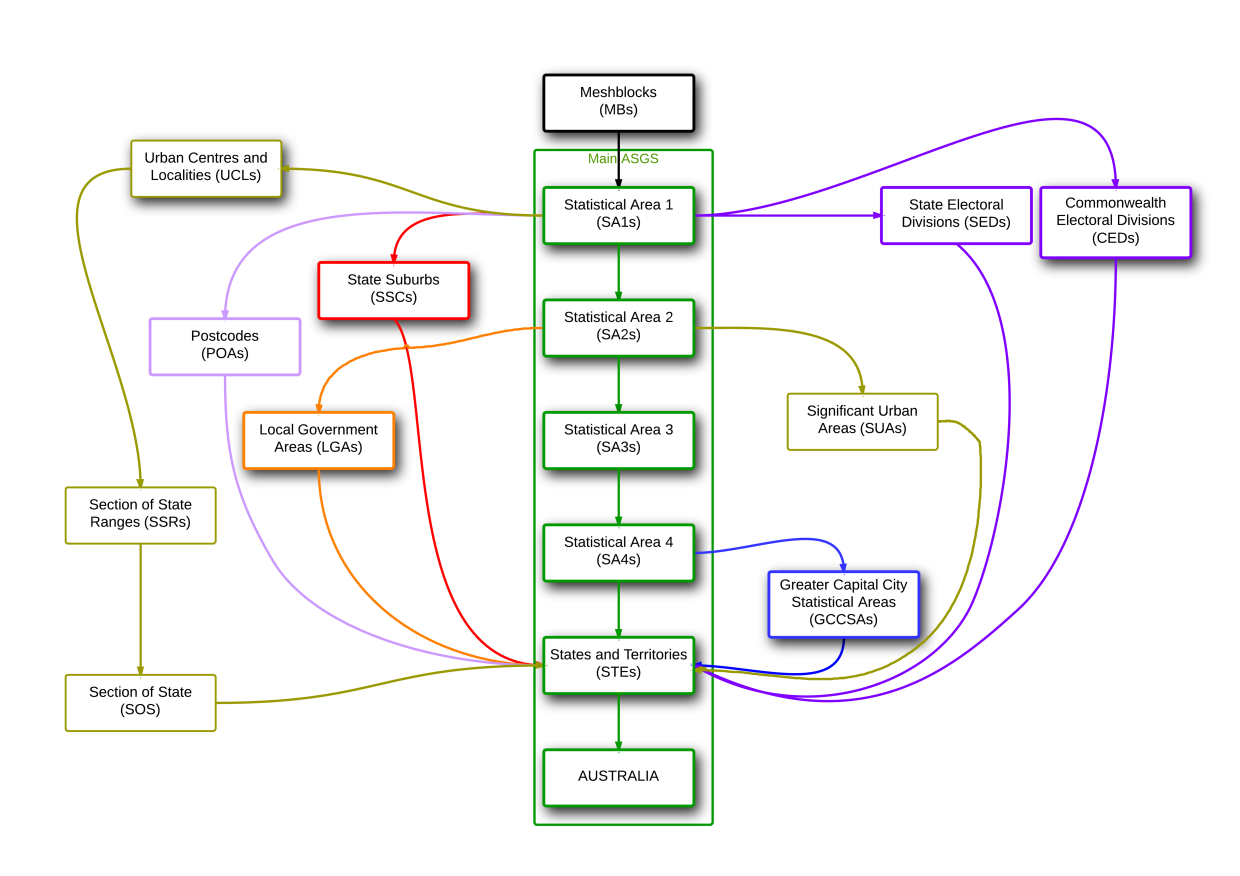 Meshblocks
(MBs)
Main ASGS
Urban Centres and
Localities (UCLs)
Statistical Area 1
(SA1s)
State Electoral
Divisions (SEDs)
Commonwealth
Electoral Divisions
(CEDs)
State Suburbs
(SSCs)
Postcodes
(POAs)
Statistical Area 2
(SA2s)
Local Government
Areas (LGAs)
Statistical Area 3
(SA3s)
Significant Urban
Areas (SUAs)
Section of State
Ranges (SSRs)
Statistical Area 4
(SA4s)
Greater Capital City
Statistical Areas
(GCCSAs)
States and Territories
(STEs)
Section of State
(SOS)
AUSTRALIA